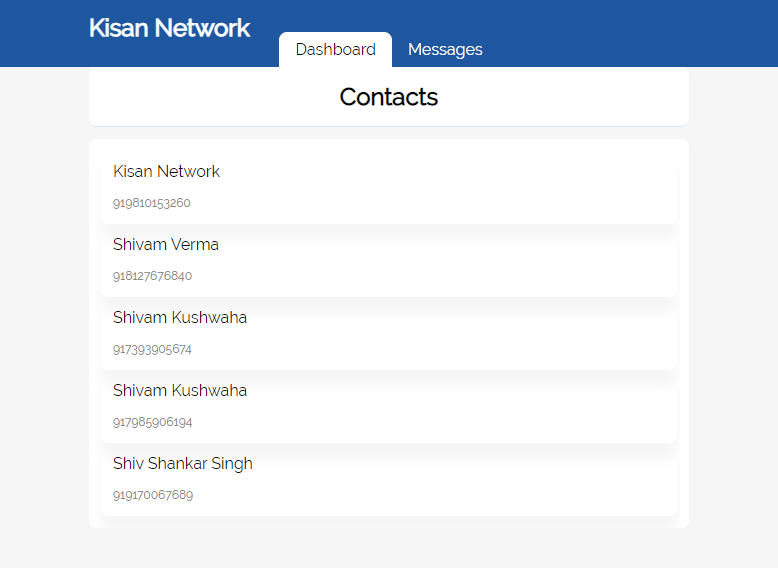 Kisan Network
Dashboard Messages
Contacts
Kisan Network
919810153260
Shivam Verma
918127676840
Shivam Kushwaha
917393905674
Shivam Kushwaha
917985906194
Shiv Shankar Singh
919170067689